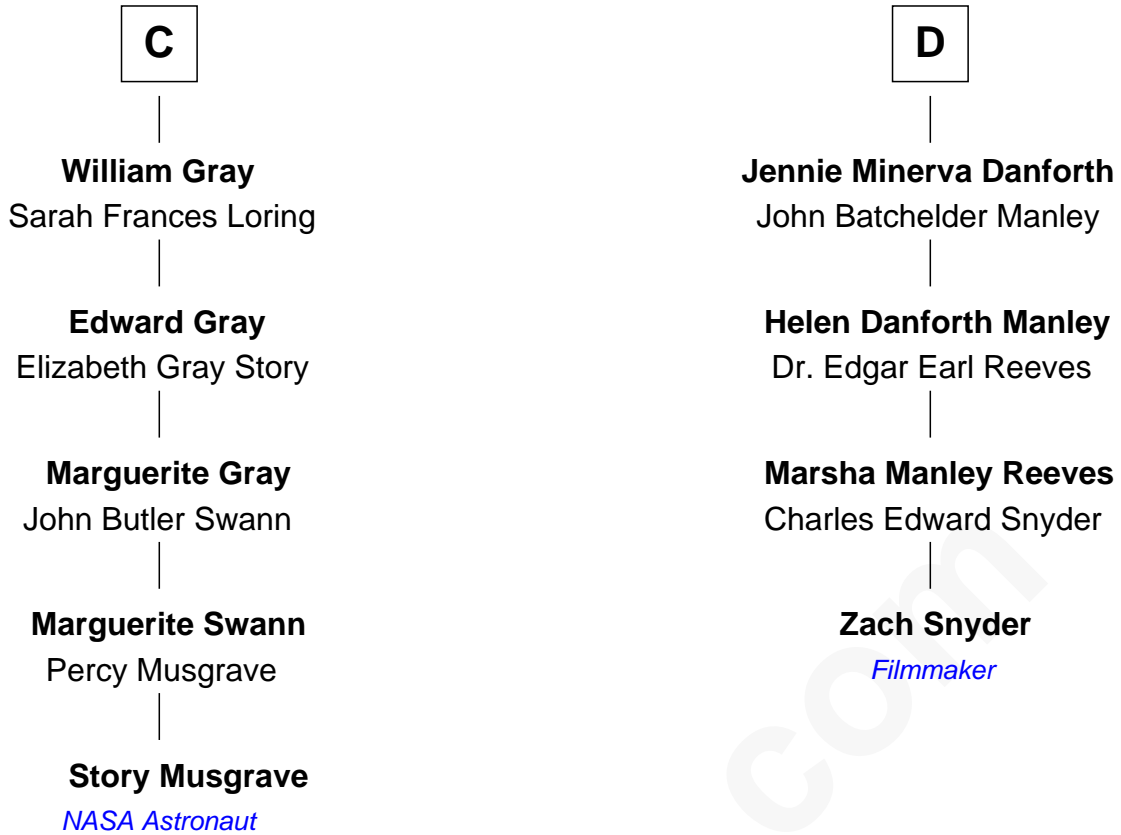 C
William Gray
Sarah Frances Loring
Edward Gray
Elizabeth Gray Story
Marguerite Gray
John Butler Swann
Marguerite Swann
Percy Musgrave
Story Musgrave
NASA Astronaut
D
Jennie Minerva Danforth
John Batchelder Manley
Helen Danforth Manley
Dr. Edgar Earl Reeves
Marsha Manley Reeves
Charles Edward Snyder
Zach Snyder
Filmmaker
com